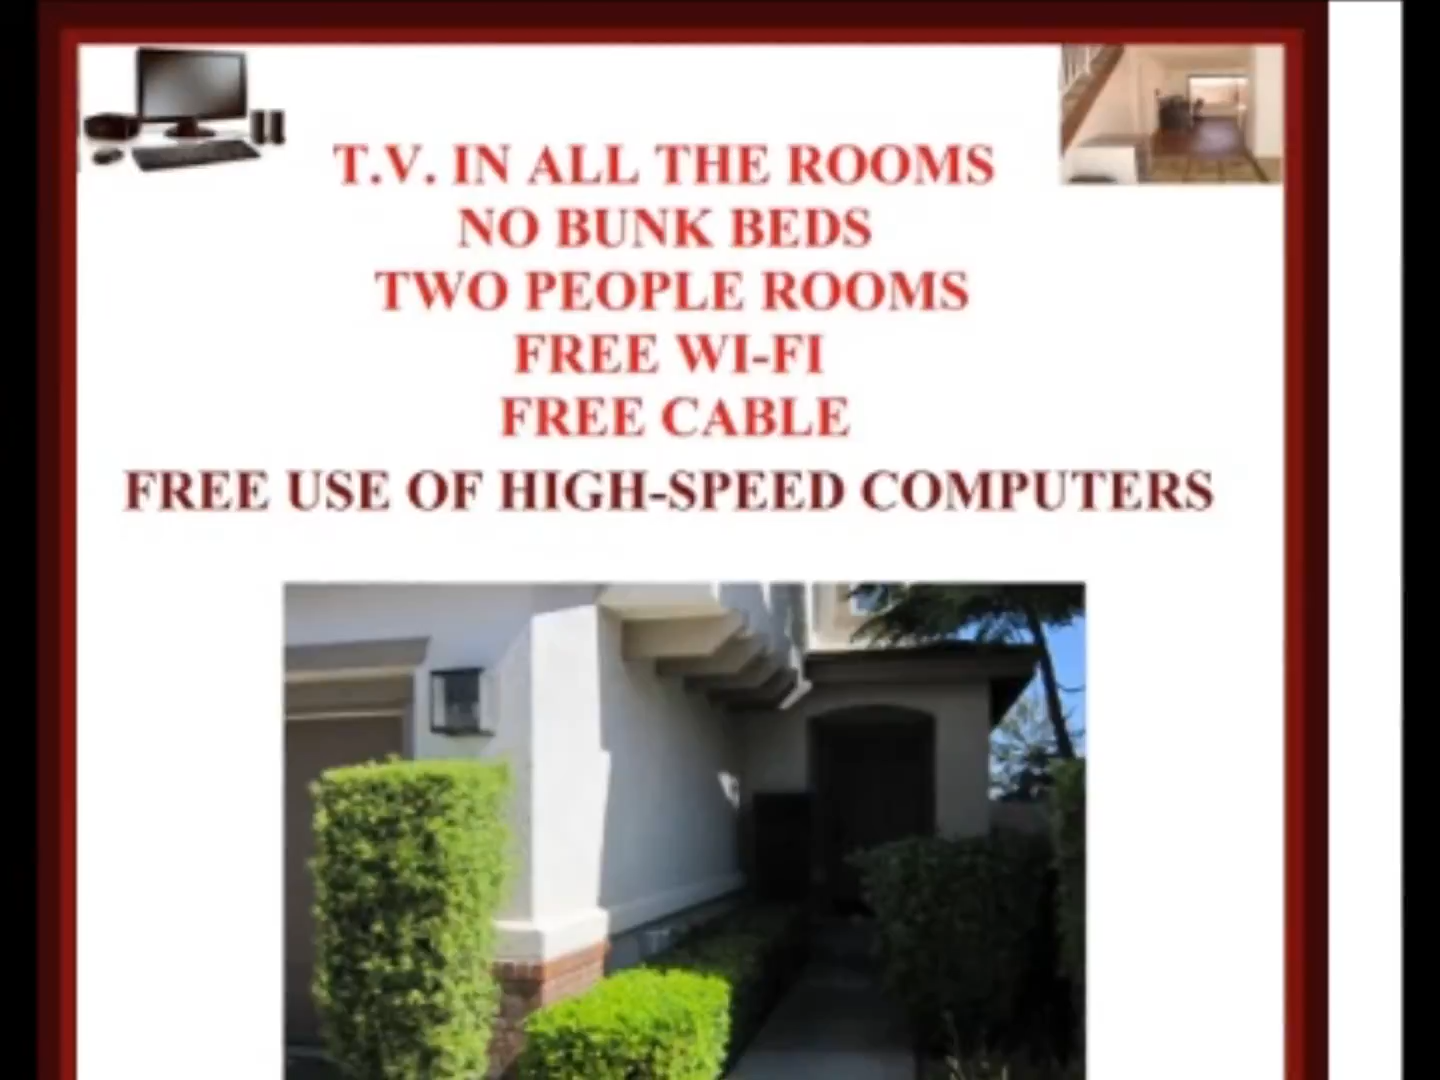 T.V. IN ALL THE ROOMS
NO BUNK BEDS
TWO PEOPLE ROOMS
FREE WI-FI
FREE CABLE
FREE USE OF HIGH-SPEED COMPUTERS